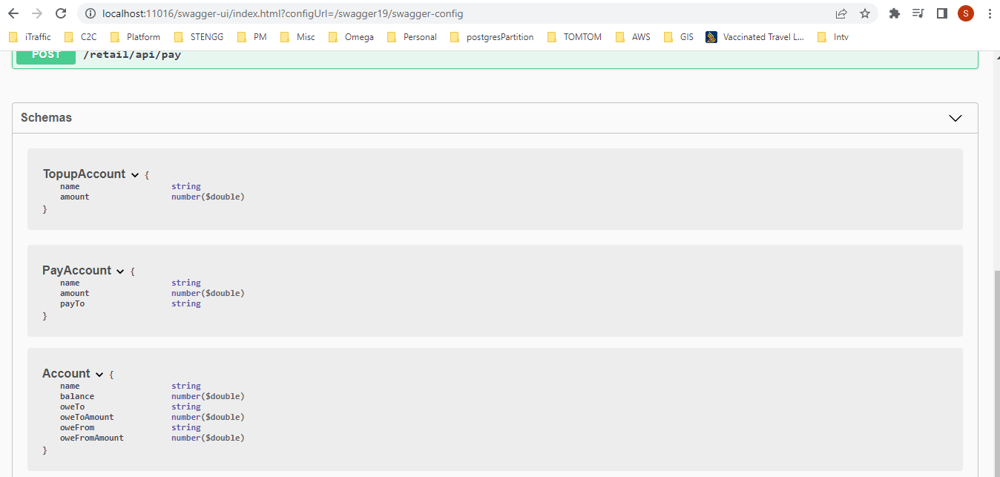 localhost:11016/swagger-ui/index.html?configUrl=/swagger19/swagger-config
S
iTraffic C2C Platform STENGG PM Misc Omega Personal postgresPartition TOMTOM AWS GIS Vaccinated Travel L... Intv
POST /retail/api/pay
Schemas
TopupAccount {
name string
amount number($double)
}
PayAccount {
name string
amount number($double)
payTo string
}
Account {
name string
balance number($double)
oweTo string
oweToAmount number($double)
oweFrom string
oweFromAmount number($double)
}